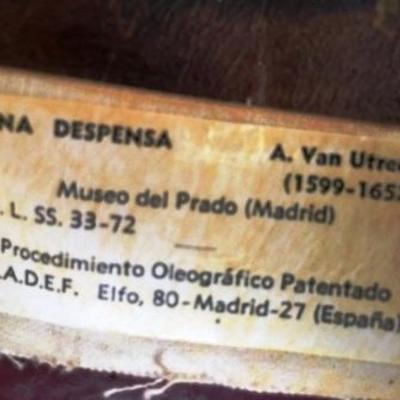 NA DESPENSA
A. Van Utre
(1599-165
Museo del Prado (Madrid)
. L. SS. 33-72
Procedimiento Oleográfico Patentado
.A.D.E.F. Elfo, 80-Madrid-27 (España)